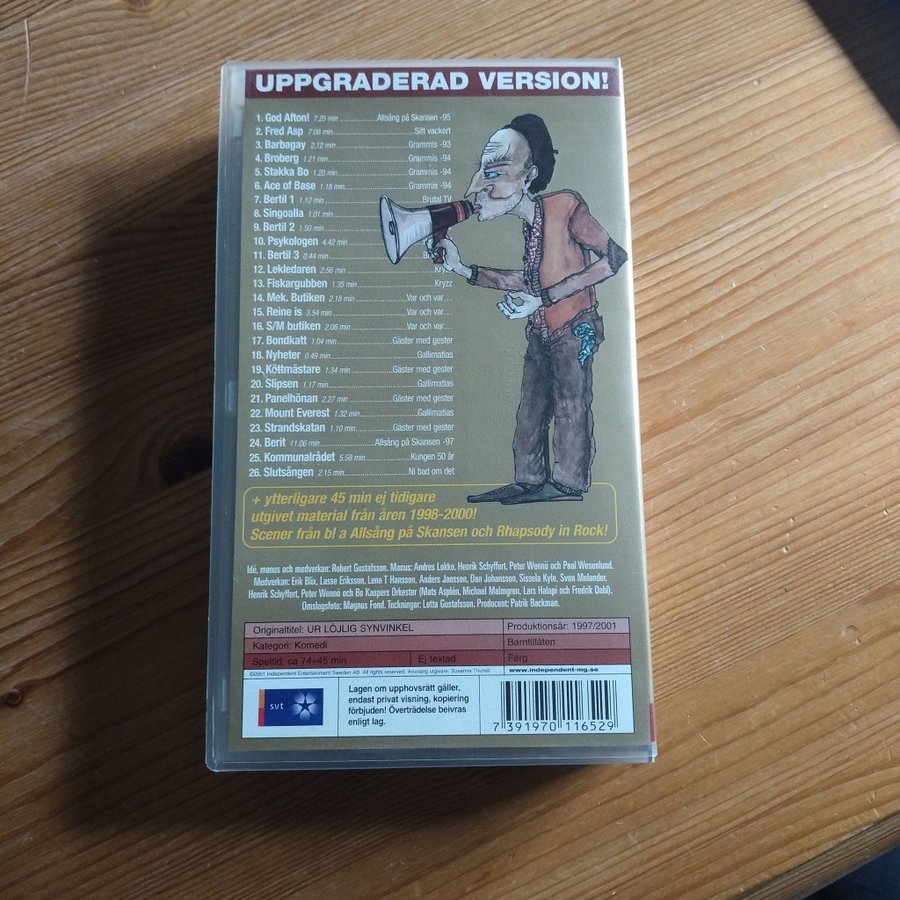 UPPGRADERAD VERSION!
1. God Afton! 7.25 min Allsång på Skansen -95
2. Fred Asp 7.08 min Sitt vackert
3. Barbagay 2.12 min Grammis -93
4. Broberg 1.21 min Grammis -94
5. Stakka Bo 1.20 min Grammis -94
6. Ace of Base 1.18 min Grammis -94
7. Bertil 1 1.12 min Brutal TV
8. Singoalla 1.01 min
9. Bertil 2 1.50 min
10. Psykologen 4.42 min
11. Bertil 3 0.44 min
12. Lekledaren 2.56 min
13. Fiskargubben 1.35 min Kryzz
14. Mek. Butiken 2.18 min Var och var...
15. Reine is 3.54 min Var och var...
16. S/M butiken 2.06 min Var och var...
17. Bondkatt 1.04 min Gäster med gester
18. Nyheter 0.49 min Gallimatias
19. Köttmästare 1.34 min Gäster med gester
20. Slipsen 1.17 min Gallimatias
21. Panelhönan 2.27 min Gäster med gester
22. Mount Everest 1.32 min Gallimatias
23. Strandskatan 1.10 min Gäster med gester
24. Berit 11.06 min Allsång på Skansen -97
25. Kommunalrådet 5.58 min Kungen 50 år
26. Slutsången 2.15 min Ni bad om det
+ ytterligare 45 min ej tidigare
utgivet material från åren 1998-2000!
Scener från bl a Allsång på Skansen och Rhapsody in Rock!
Idé, manus och medverkan: Robert Gustafsson. Manus: Andres Lokko, Henrik Schyffert, Peter Wennö och Paal Wesenlund.
Medverkan: Erik Blix, Lasse Eriksson, Lena T Hansson, Anders Jansson, Dan Johansson, Sissela Kyle, Sven Melander,
Henrik Schyffert, Peter Wennö och Bo Kaspers Orkester (Mats Asplén, Michael Malmgren, Lars Halapi och Fredrik Dahl).
Omslagsfoto: Magnus Fond. Teckningar: Lotta Gustafsson. Producent: Patrik Backman.
Originaltitel: UR LÖJLIG SYNVINKEL Produktionsår: 1997/2001
Kategori: Komedi Barntillåten
Speltid: ca 74+45 min Ej textad Färg
©2001 Independent Entertainment Sweden AB. All rights reserved. Ansvarig utgivare: Susanna Thunell www.independent-mg.se
svt
Lagen om upphovsrätt gäller,
endast privat visning, kopiering
förbjuden! Överträdelse beivras
enligt lag.
7 391970 116529